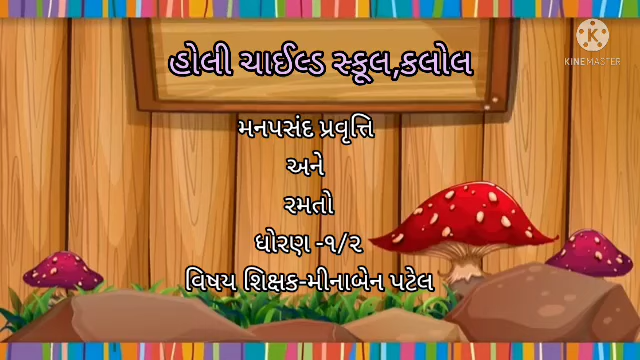 KINEMASTER
હોલી ચાઈલ્ડ સ્કૂલ,કલોલ
મનપસંદ પ્રવૃત્તિ
અને
રમતો
ધોરણ -૧/૨
વિષય શિક્ષક-મીનાબેન પટેલ